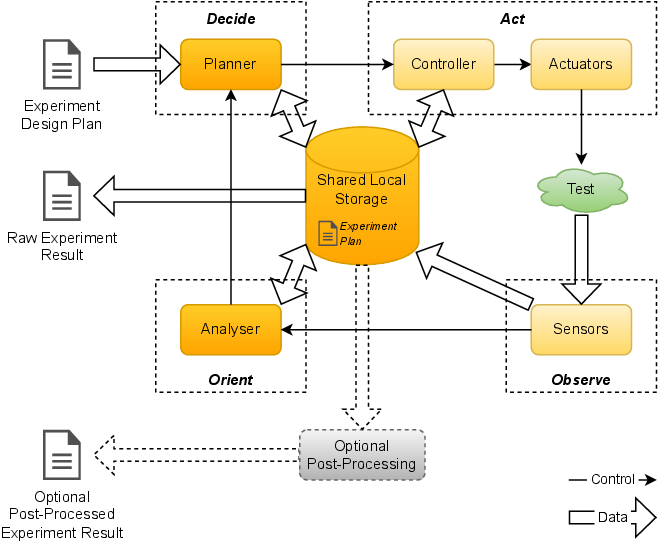 Decide
Act
Planner
Controller
Actuators
Experiment
Design Plan
Shared Local
Storage
Experiment
Plan
Test
Raw Experiment
Result
Analyser
Sensors
Orient
Observe
Optional
Post-Processing
Optional
Post-Processed
Experiment Result
Control
Data